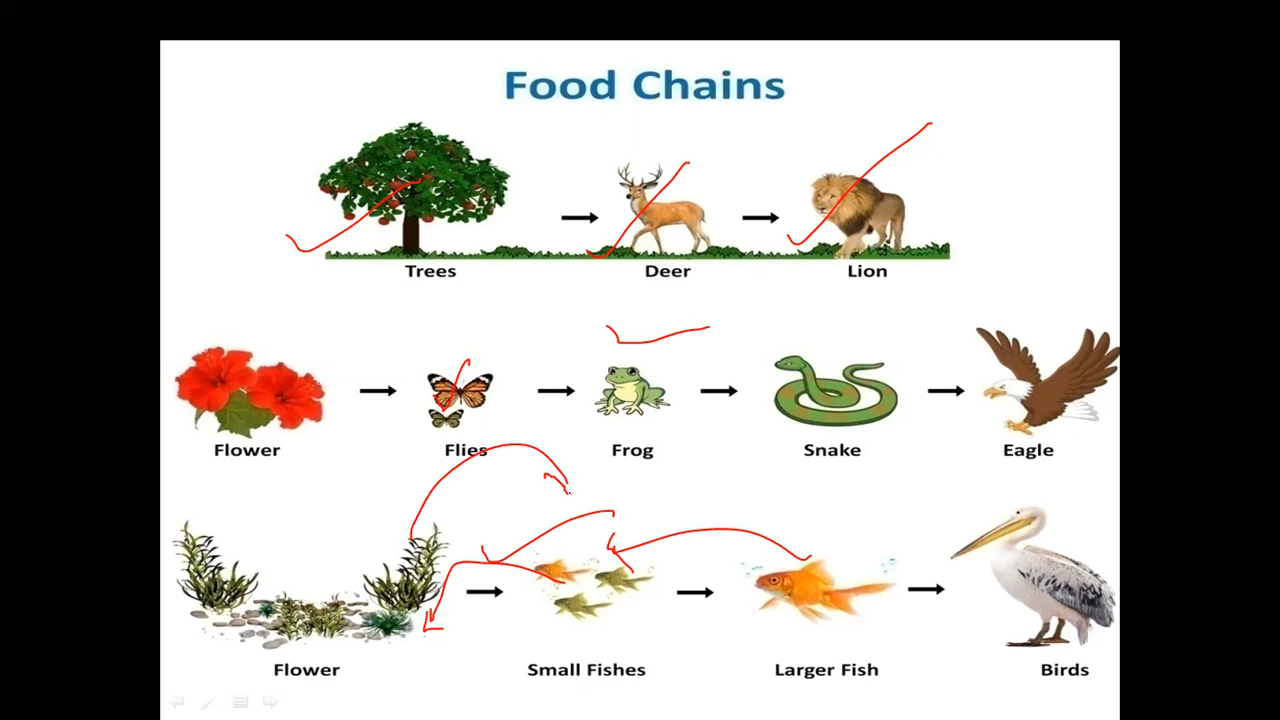 Food Chains
Trees Deer Lion
Flower Flies Frog Snake Eagle
Flower Small Fishes Larger Fish Birds